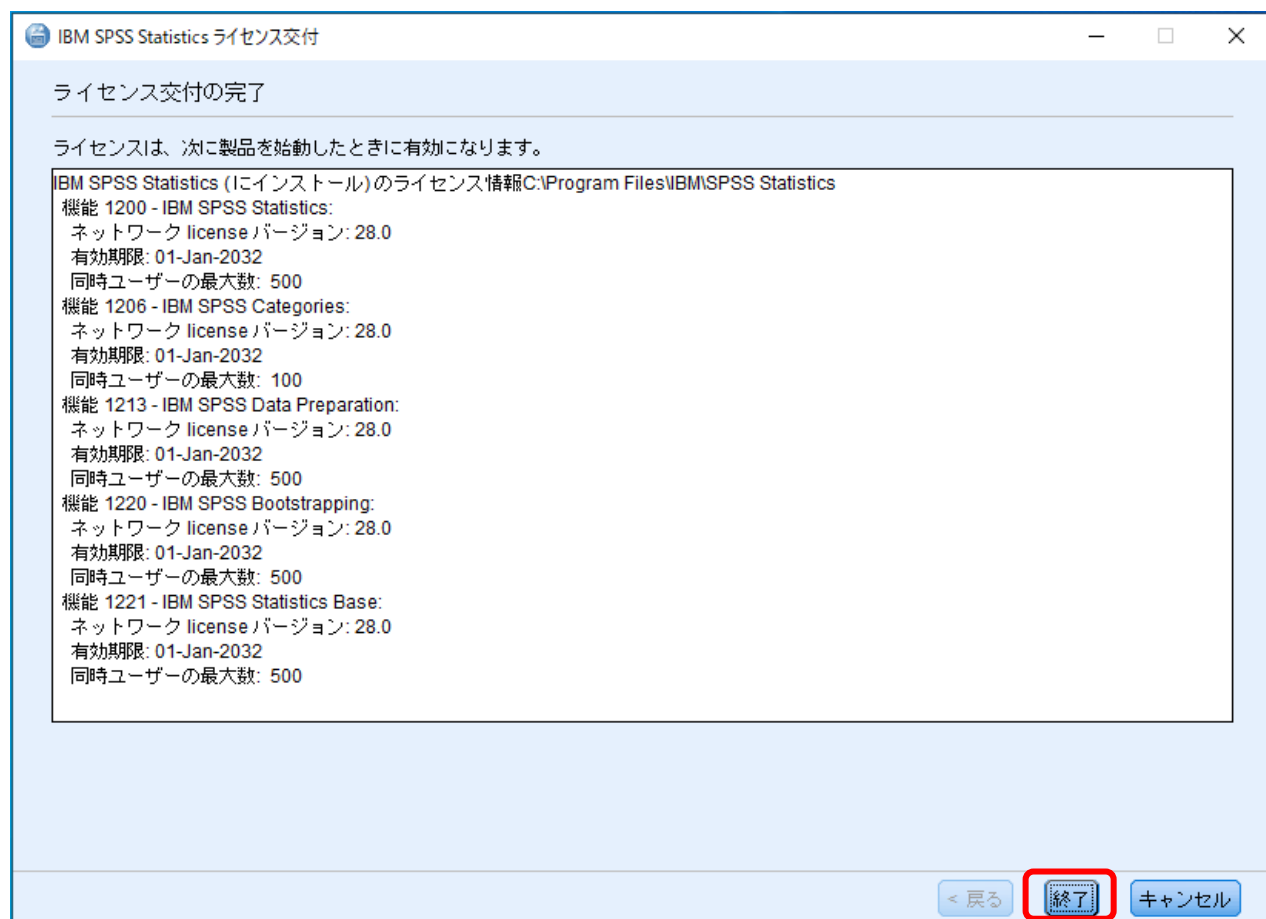 IBM SPSS Statistics ライセンス交付
ライセンス交付の完了
ライセンスは、次に製品を始動したときに有効になります。
IBM SPSS Statistics (にインストール)のライセンス情報C:\Program Files\IBM\SPSS Statistics
機能 1200 - IBM SPSS Statistics:
ネットワーク license バージョン: 28.0
有効期限: 01-Jan-2032
同時ユーザーの最大数: 500
機能 1206 - IBM SPSS Categories:
ネットワーク license バージョン: 28.0
有効期限: 01-Jan-2032
同時ユーザーの最大数: 100
機能 1213 - IBM SPSS Data Preparation:
ネットワーク license バージョン: 28.0
有効期限: 01-Jan-2032
同時ユーザーの最大数: 500
機能 1220 - IBM SPSS Bootstrapping:
ネットワーク license バージョン: 28.0
有効期限: 01-Jan-2032
同時ユーザーの最大数: 500
機能 1221 - IBM SPSS Statistics Base:
ネットワーク license バージョン: 28.0
有効期限: 01-Jan-2032
同時ユーザーの最大数: 500
< 戻る 終了 キャンセル